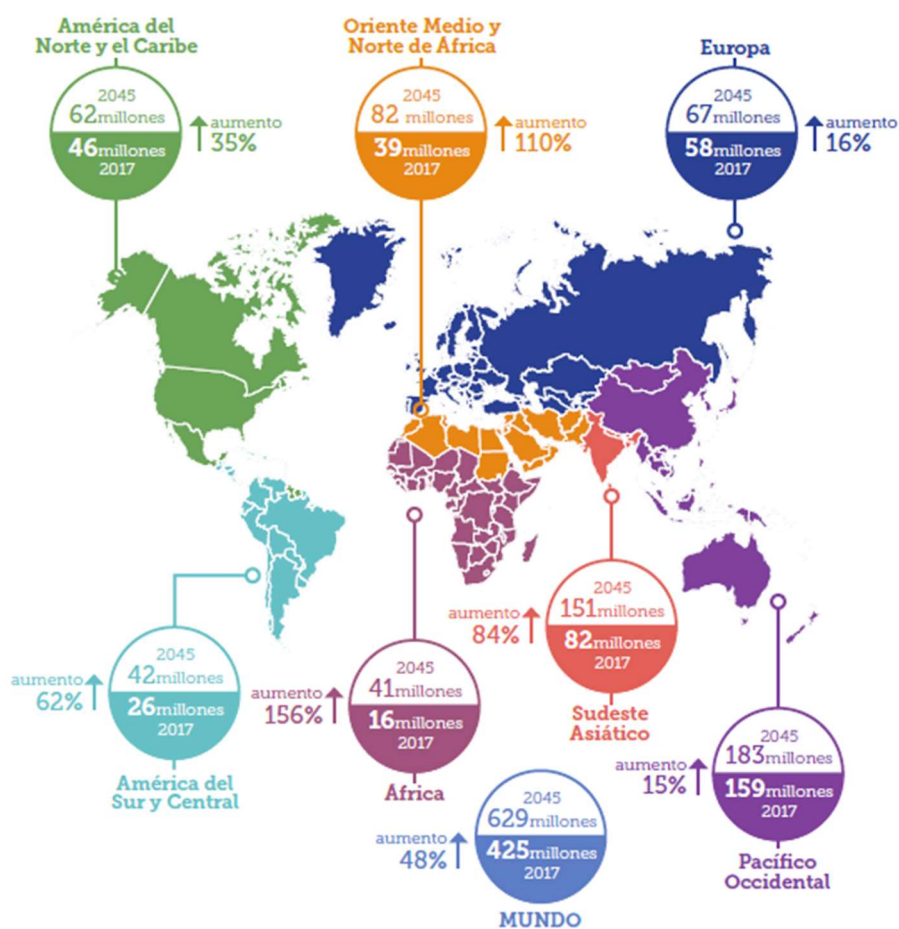 América del
Norte y el Caribe
2045
62millones
46millones
2017
aumento
35%
Oriente Medio y
Norte de África
2045
82 millones
39millones
2017
aumento
110%
Europa
2045
67millones
58millones
2017
aumento
16%
2045
42millones
26millones
2017
aumento
62%
América del
Sur y Central
2045
41millones
16millones
2017
aumento
156%
África
2045
151millones
82millones
2017
aumento
84%
Sudeste
Asiático
2045
183millones
159millones
2017
aumento
15%
Pacífico
Occidental
2045
629millones
425millones
2017
aumento
48%
MUNDO